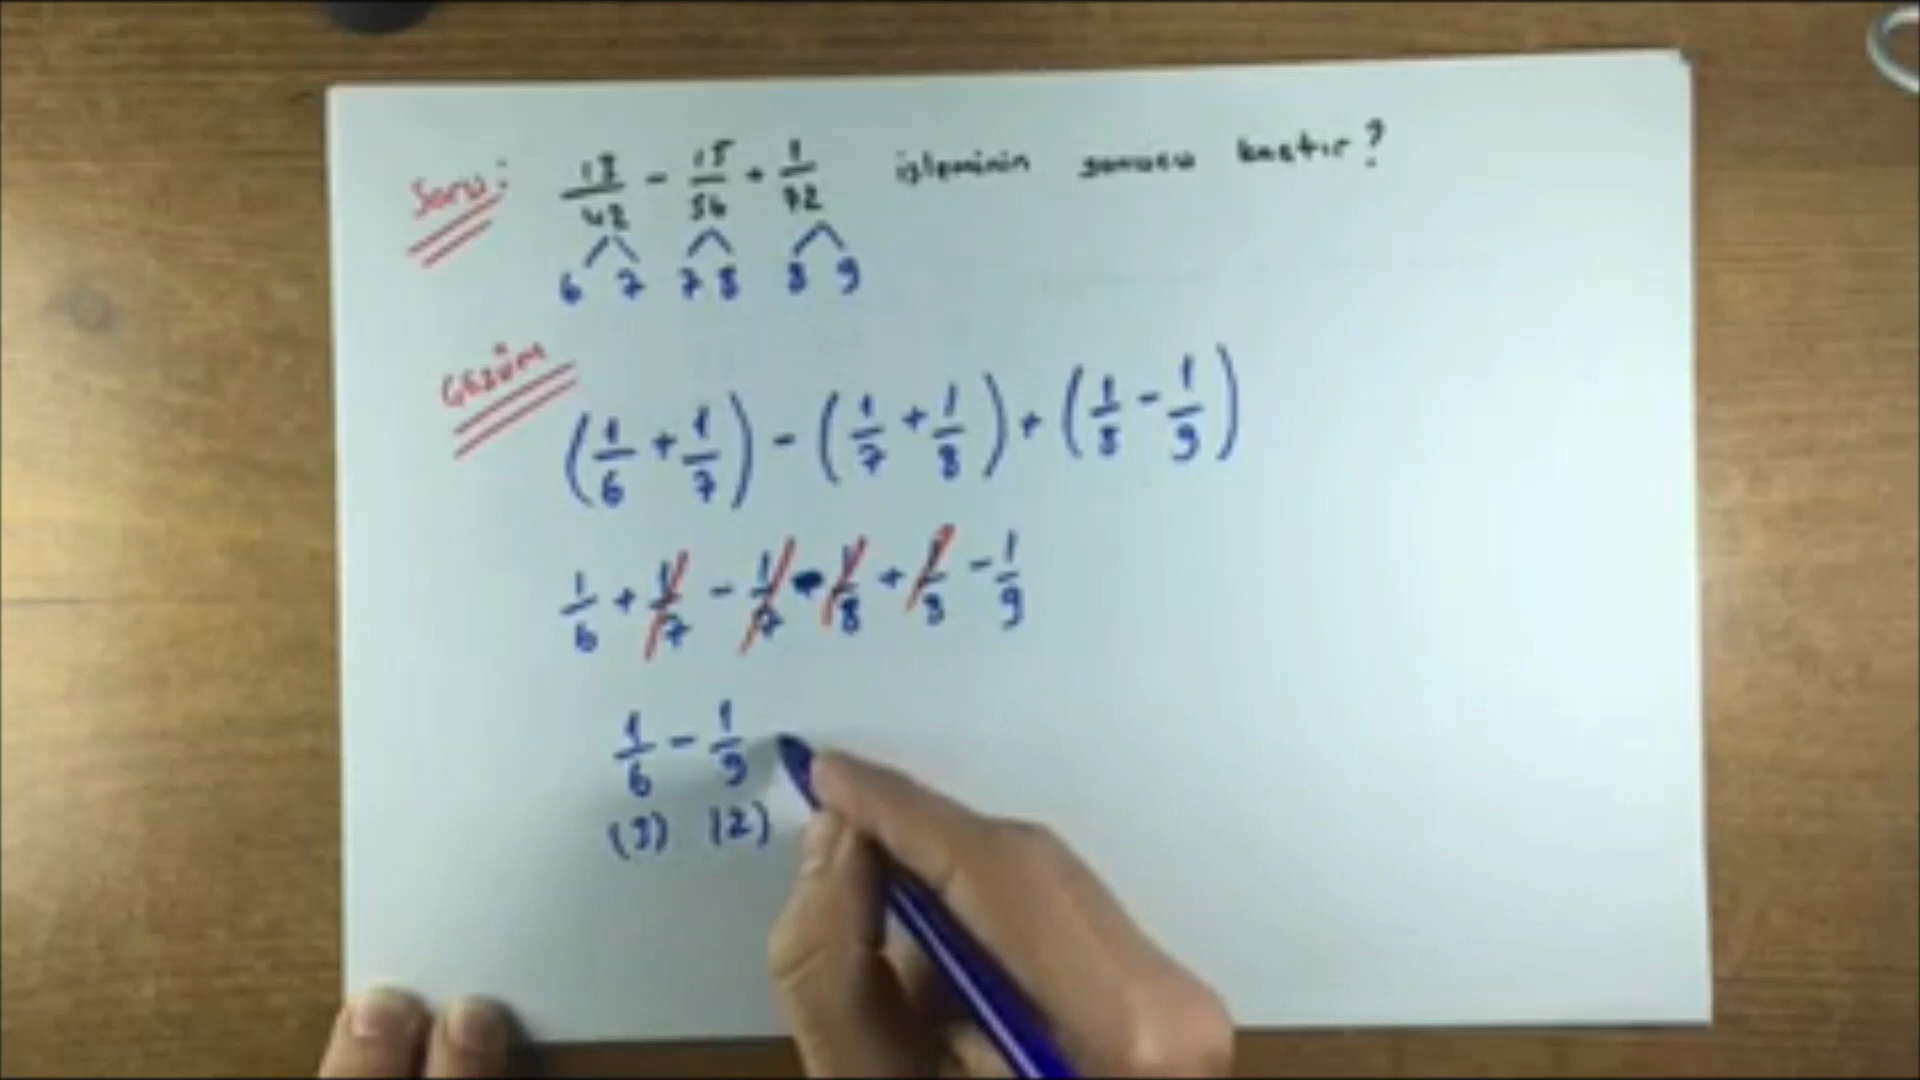 Soru: 13/42 - 15/56 + 1/72 işleminin sonucu kaçtır?
6 7 7 8 8 9
Çözüm
(1/6 + 1/7) - (1/7 + 1/8) + (1/8 - 1/9)
1/6 + 1/7 - 1/7 - 1/8 + 1/8 - 1/9
1/6 - 1/9
(3) (2)